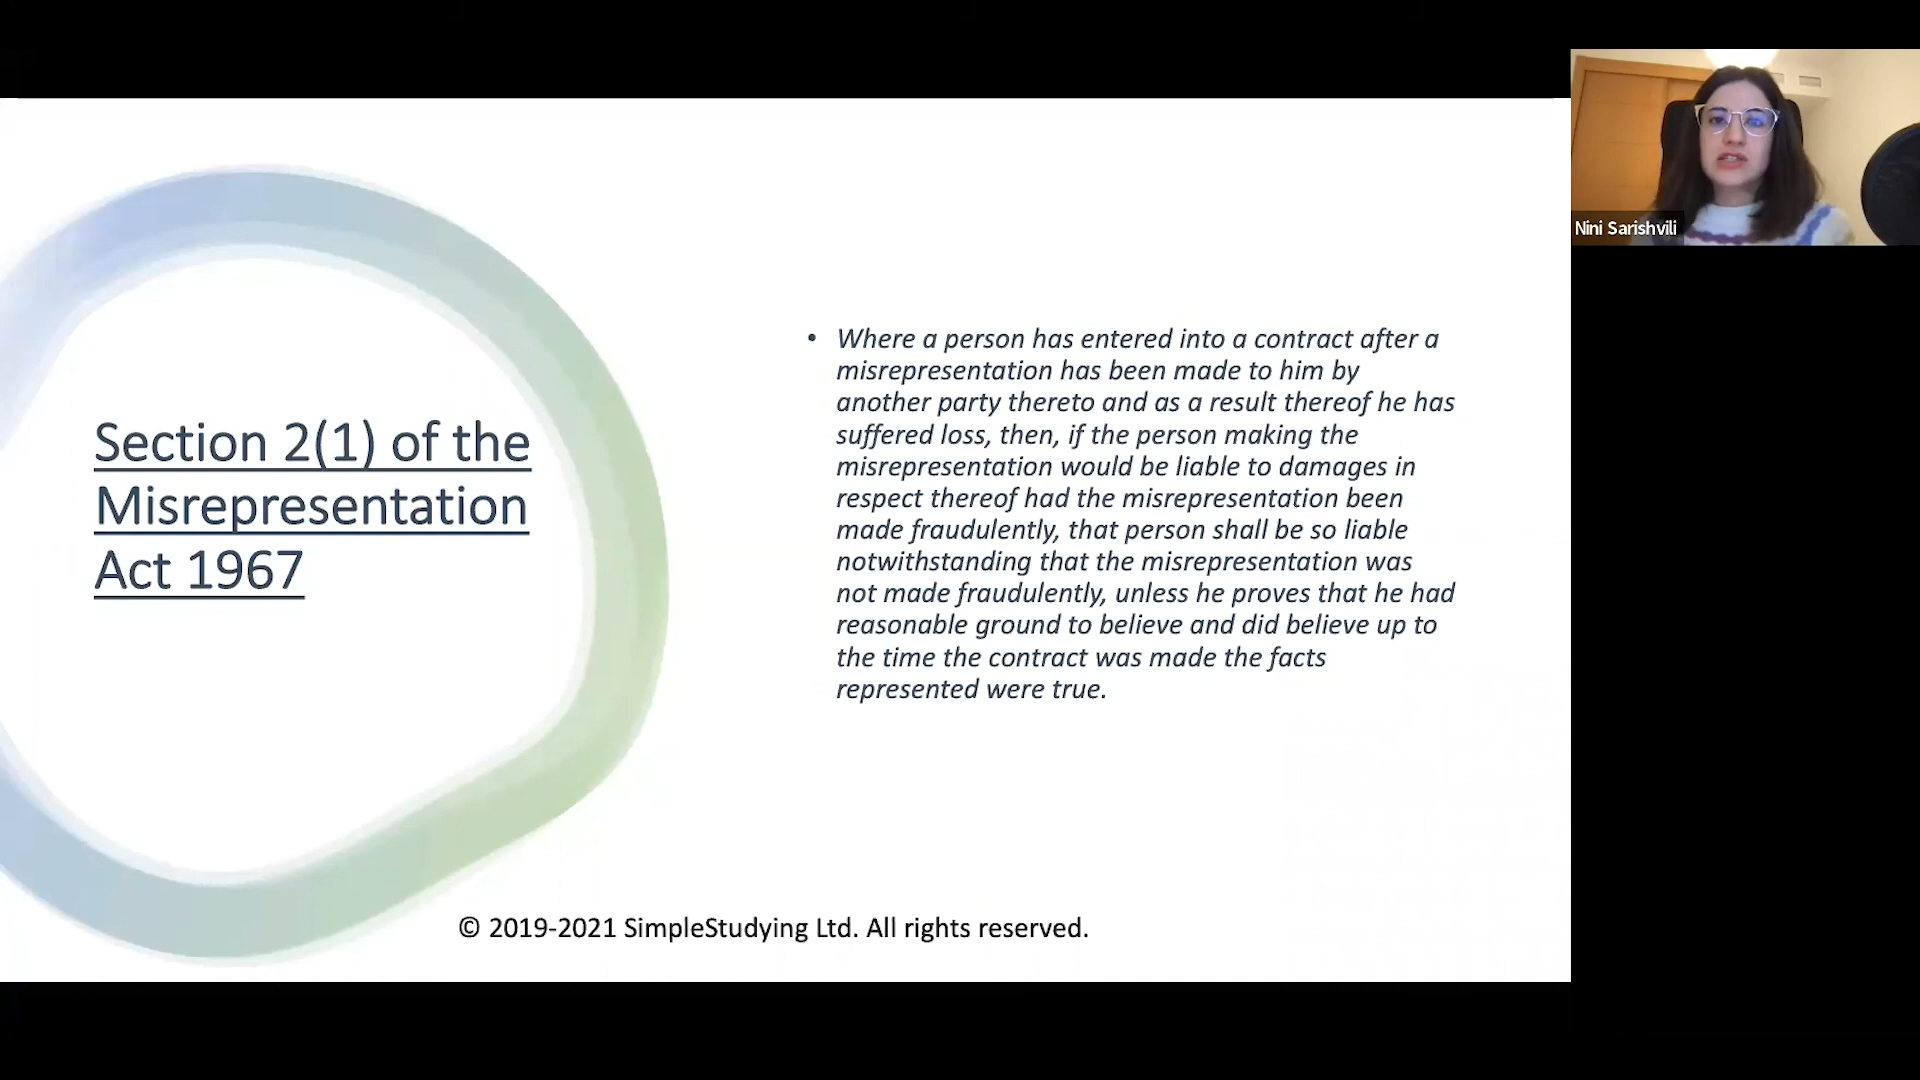 Section 2(1) of the
Misrepresentation
Act 1967
• Where a person has entered into a contract after a
misrepresentation has been made to him by
another party thereto and as a result thereof he has
suffered loss, then, if the person making the
misrepresentation would be liable to damages in
respect thereof had the misrepresentation been
made fraudulently, that person shall be so liable
notwithstanding that the misrepresentation was
not made fraudulently, unless he proves that he had
reasonable ground to believe and did believe up to
the time the contract was made the facts
represented were true.
© 2019-2021 SimpleStudying Ltd. All rights reserved.
Nini Sarishvili